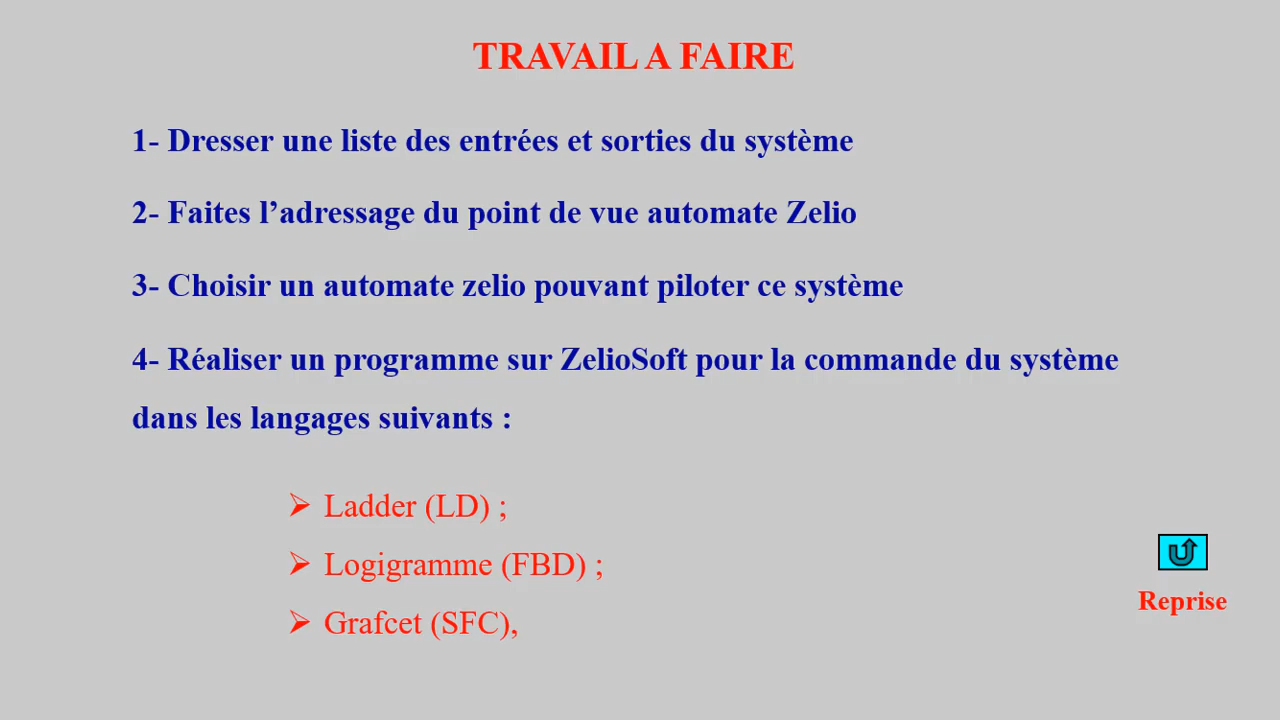 TRAVAIL A FAIRE
1- Dresser une liste des entrées et sorties du système
2- Faites l’adressage du point de vue automate Zelio
3- Choisir un automate zelio pouvant piloter ce système
4- Réaliser un programme sur ZelioSoft pour la commande du système
dans les langages suivants :
➢ Ladder (LD) ;
➢ Logigramme (FBD) ;
➢ Grafcet (SFC),
Reprise